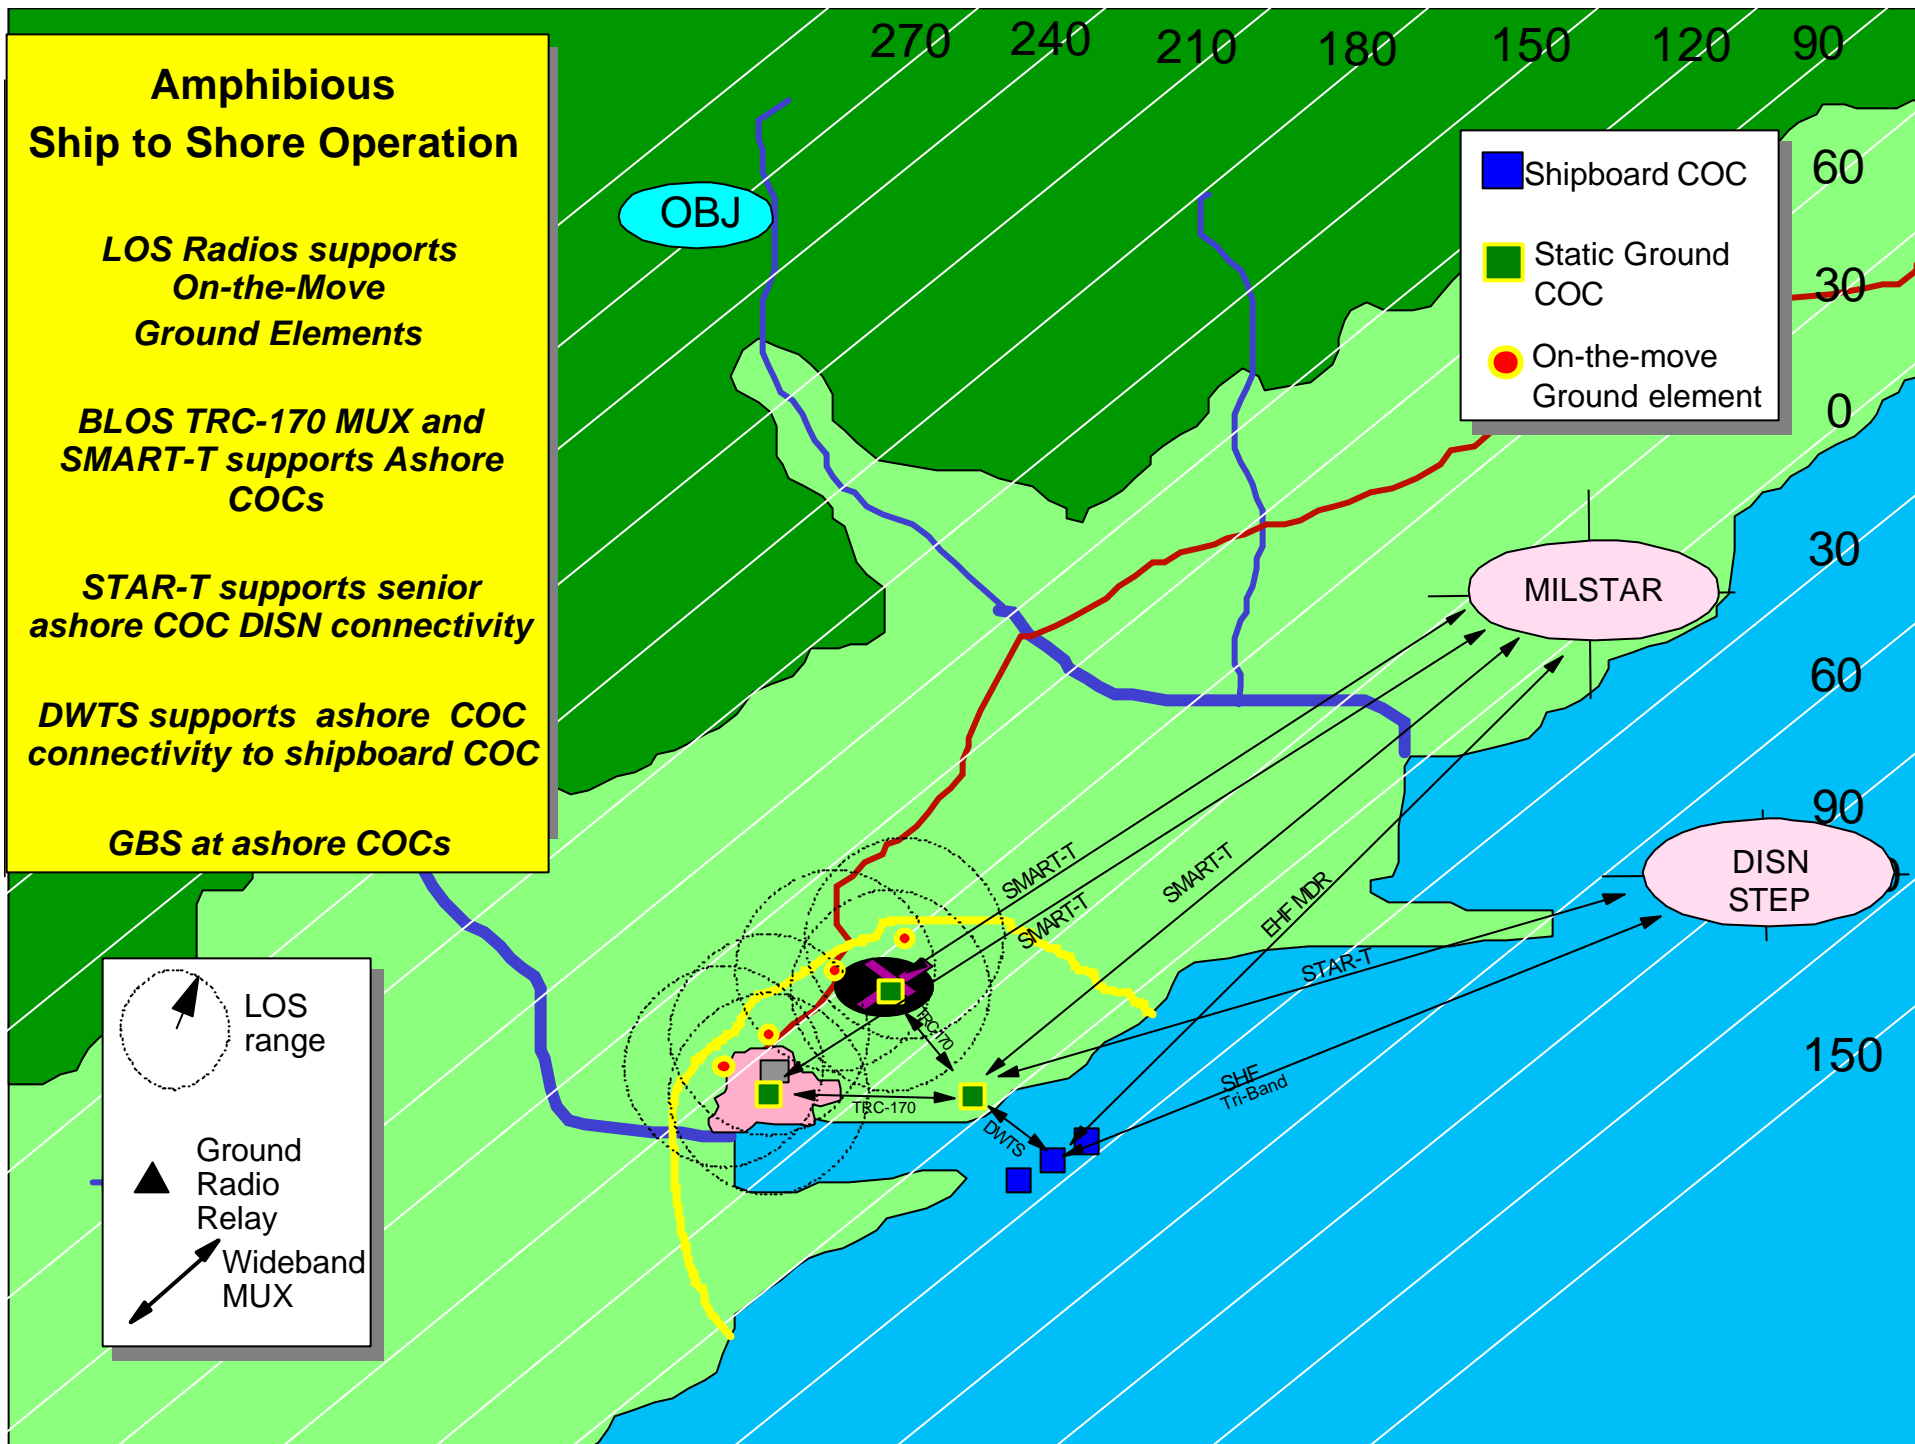 Amphibious
Ship to Shore Operation
LOS Radios supports
On-the-Move
Ground Elements
BLOS TRC-170 MUX and
SMART-T supports Ashore
COCs
STAR-T supports senior
ashore COC DISN connectivity
DWTS supports ashore COC
connectivity to shipboard COC
GBS at ashore COCs
270 240 210 180 150 120 90
60
30
0
30
60
90
150
OBJ
Shipboard COC
Static Ground
COC
On-the-move
Ground element
MILSTAR
DISN
STEP
SMART-T
SMART-T
SMART-T
EHF MDR
STAR-T
SHF
Tri-Band
TRC-170
TRC-170
DWTS
LOS
range
Ground
Radio
Relay
Wideband
MUX